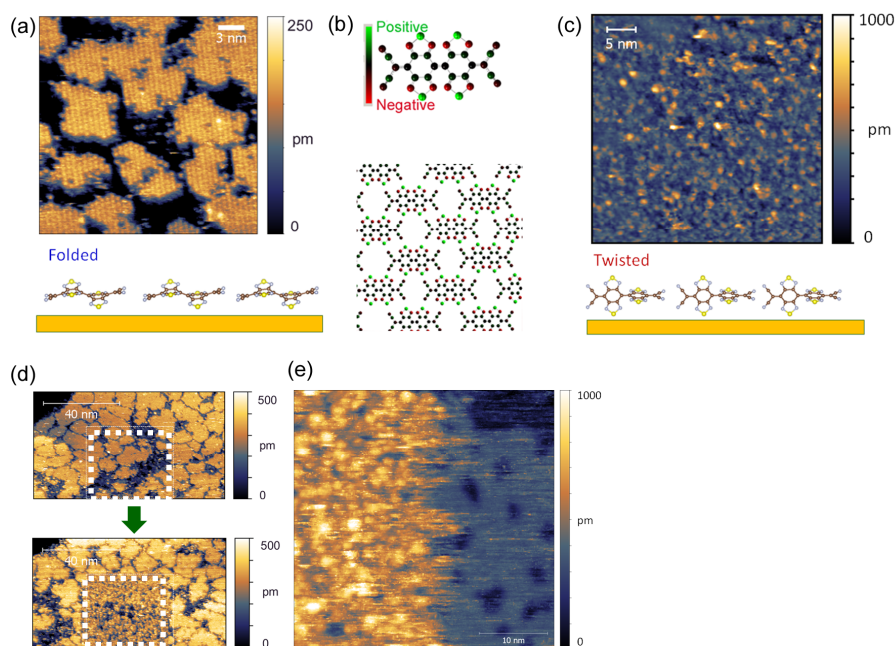 (a)
3 nm
250
pm
0
Folded
(b)
Positive
Negative
(c)
5 nm
1000
pm
0
Twisted
(d)
40 nm
500
pm
0
40 nm
500
pm
0
(e)
1000
pm
0
10 nm